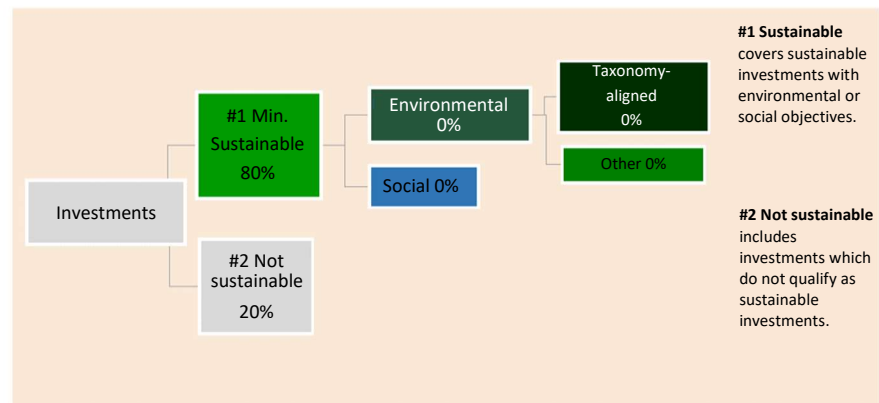 Investments
#1 Min.
Sustainable
80%
#2 Not
sustainable
20%
Environmental
0%
Social 0%
Taxonomy-
aligned
0%
Other 0%
#1 Sustainable
covers sustainable
investments with
environmental or
social objectives.
#2 Not sustainable
includes
investments which
do not qualify as
sustainable
investments.